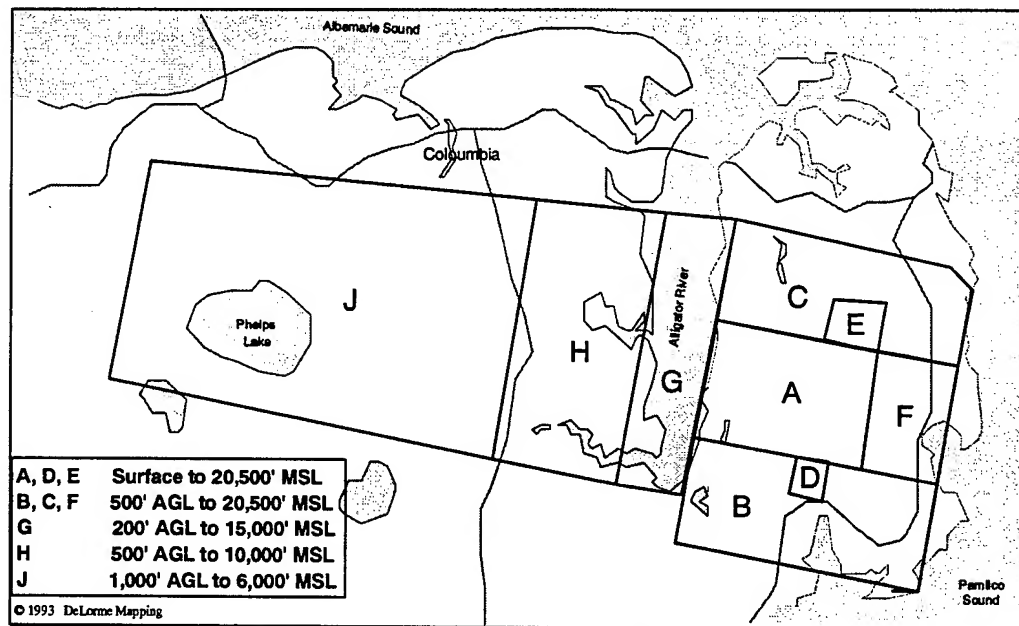 Albemarle Sound
Coloumbia
J
Phelps
Lake
H
Alligator River
G
C
E
A
F
B
D
A, D, E Surface to 20,500' MSL
B, C, F 500' AGL to 20,500' MSL
G 200' AGL to 15,000' MSL
H 500' AGL to 10,000' MSL
J 1,000' AGL to 6,000' MSL
© 1993 DeLorme Mapping
Pamlico
Sound